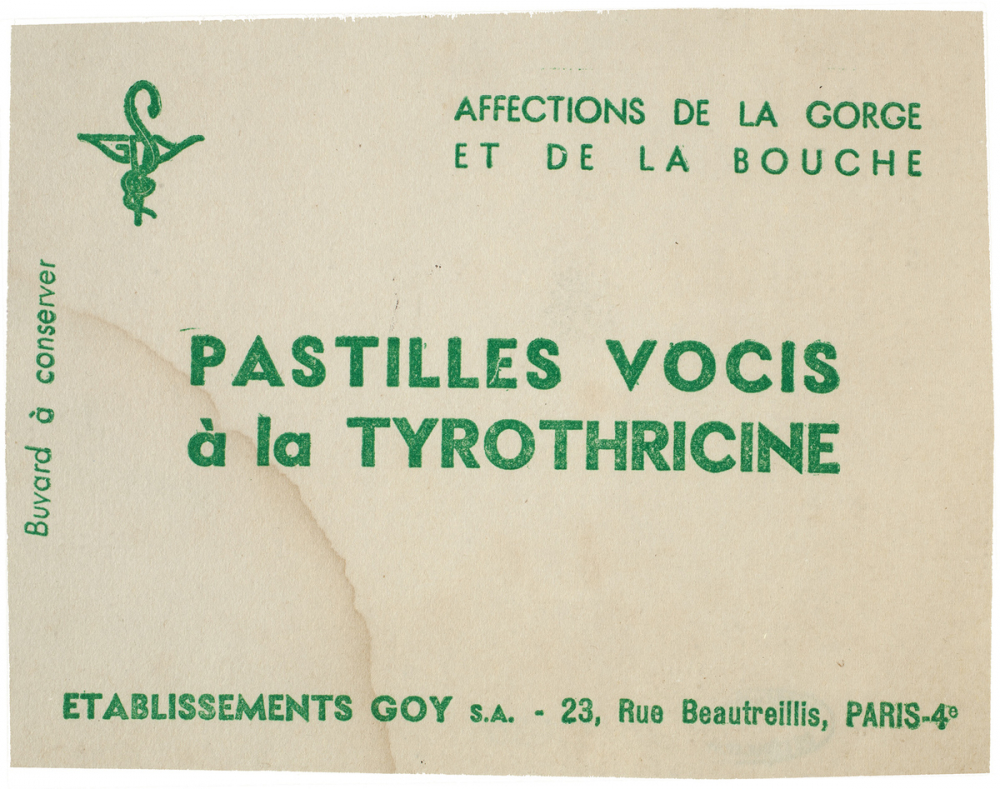 AFFECTIONS DE LA GORGE
ET DE LA BOUCHE
Buvard à conserver
PASTILLES VOCIS
à la TYROTHRICINE
ETABLISSEMENTS GOY S.A. - 23, Rue Beautreillis, PARIS-4e